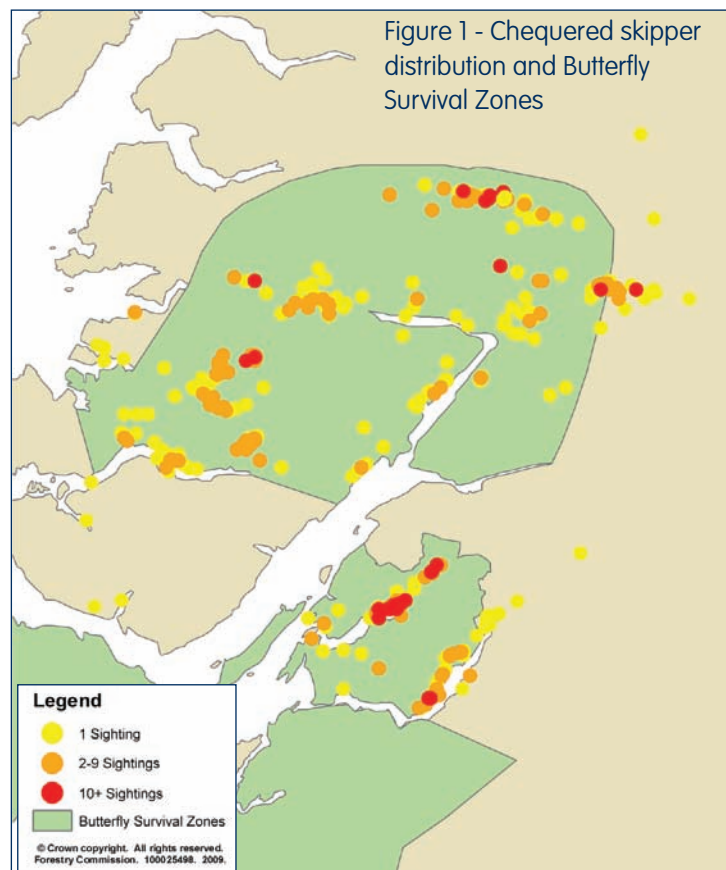 Figure 1 - Chequered skipper
distribution and Butterfly
Survival Zones
Legend
1 Sighting
2-9 Sightings
10+ Sightings
Butterfly Survival Zones
© Crown copyright. All rights reserved.
Forestry Commission. 100025498. 2009.